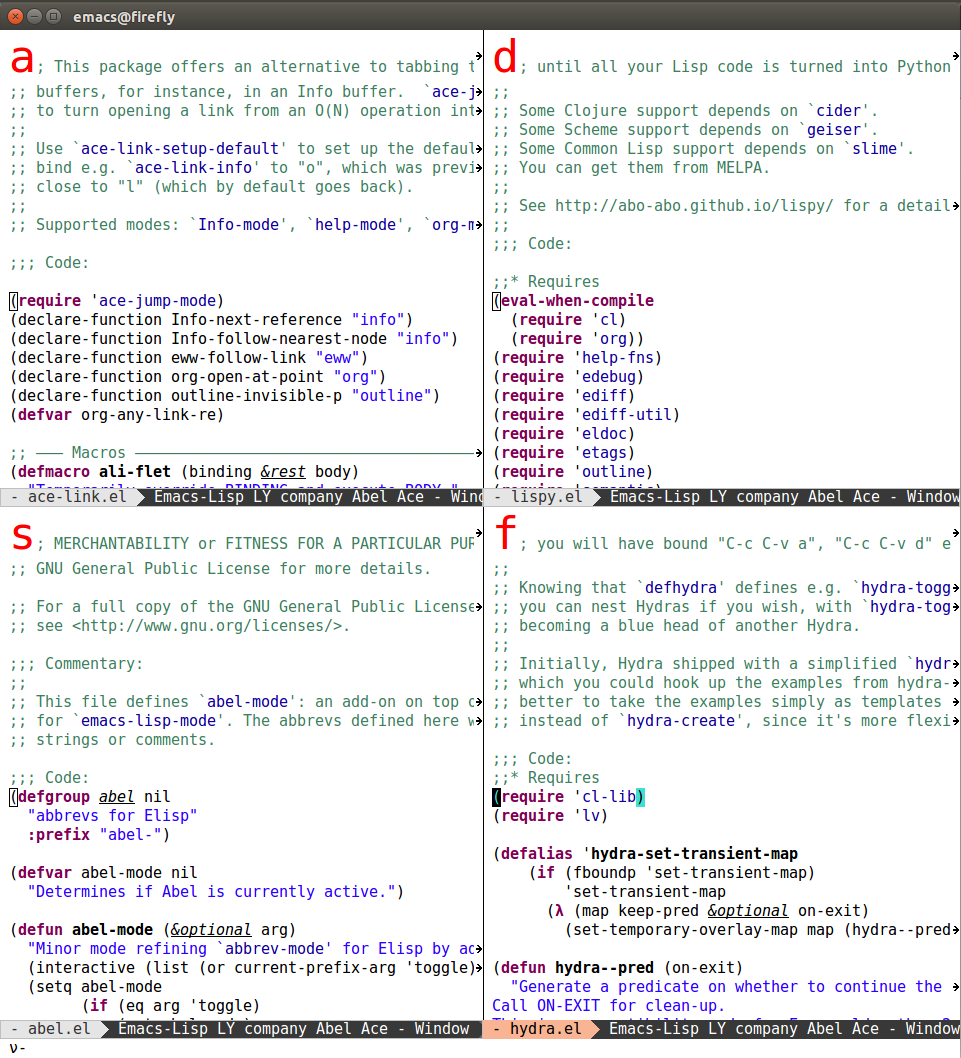 emacs@firefly
a; This package offers an alternative to tabbing t
;; buffers, for instance, in an Info buffer.  `ace-j
;; to turn opening a link from an O(N) operation int
;;
;; Use `ace-link-setup-default' to set up the defaul
;; bind e.g. `ace-link-info' to "o", which was previ
;; close to "l" (which by default goes back).
;;
;; Supported modes: `Info-mode', `help-mode', `org-m
;;; Code:
(require 'ace-jump-mode)
(declare-function Info-next-reference "info")
(declare-function Info-follow-nearest-node "info")
(declare-function eww-follow-link "eww")
(declare-function org-open-at-point "org")
(declare-function outline-invisible-p "outline")
(defvar org-any-link-re)
;; ―― Macros ――――――――――――――――――――――――――――――
(defmacro ali-flet (binding &rest body)
"Temporarily override BINDING and execute BODY."
- ace-link.el Emacs-Lisp LY company Abel Ace - Wind
d; until all your Lisp code is turned into Python
;;
;; Some Clojure support depends on `cider'.
;; Some Scheme support depends on `geiser'.
;; Some Common Lisp support depends on `slime'.
;; You can get them from MELPA.
;;
;; See http://abo-abo.github.io/lispy/ for a detail
;;
;;; Code:
;;* Requires
(eval-when-compile
(require 'cl)
(require 'org))
(require 'help-fns)
(require 'edebug)
(require 'ediff)
(require 'ediff-util)
(require 'eldoc)
(require 'etags)
(require 'outline)
(require 'semantic)
- lispy.el Emacs-Lisp LY company Abel Ace - Window
s; MERCHANTABILITY or FITNESS FOR A PARTICULAR PUR
;; GNU General Public License for more details.
;; For a full copy of the GNU General Public License
;; see <http://www.gnu.org/licenses/>.
;;; Commentary:
;;
;; This file defines `abel-mode': an add-on on top o
;; for `emacs-lisp-mode'. The abbrevs defined here w
;; strings or comments.
;;; Code:
(defgroup abel nil
"abbrevs for Elisp"
:prefix "abel-")
(defvar abel-mode nil
"Determines if Abel is currently active.")
(defun abel-mode (&optional arg)
"Minor mode refining `abbrev-mode' for Elisp by ad
(interactive (list (or current-prefix-arg 'toggle)
(setq abel-mode
(if (eq arg 'toggle)
- abel.el Emacs-Lisp LY company Abel Ace - Window
f; you will have bound "C-c C-v a", "C-c C-v d" e
;;
;; Knowing that `defhydra' defines e.g. `hydra-togg
;; you can nest Hydras if you wish, with `hydra-tog
;; becoming a blue head of another Hydra.
;;
;; Initially, Hydra shipped with a simplified `hydr
;; which you could hook up the examples from hydra-
;; better to take the examples simply as templates
;; instead of `hydra-create', since it's more flexi
;;; Code:
;;* Requires
(require 'cl-lib)
(require 'lv)
(defalias 'hydra-set-transient-map
(if (fboundp 'set-transient-map)
'set-transient-map
(λ (map keep-pred &optional on-exit)
(set-temporary-overlay-map map (hydra--pred
(defun hydra--pred (on-exit)
"Generate a predicate on whether to continue the
Call ON-EXIT for clean-up.
- hydra.el Emacs-Lisp LY company Abel Ace - Window
ν-